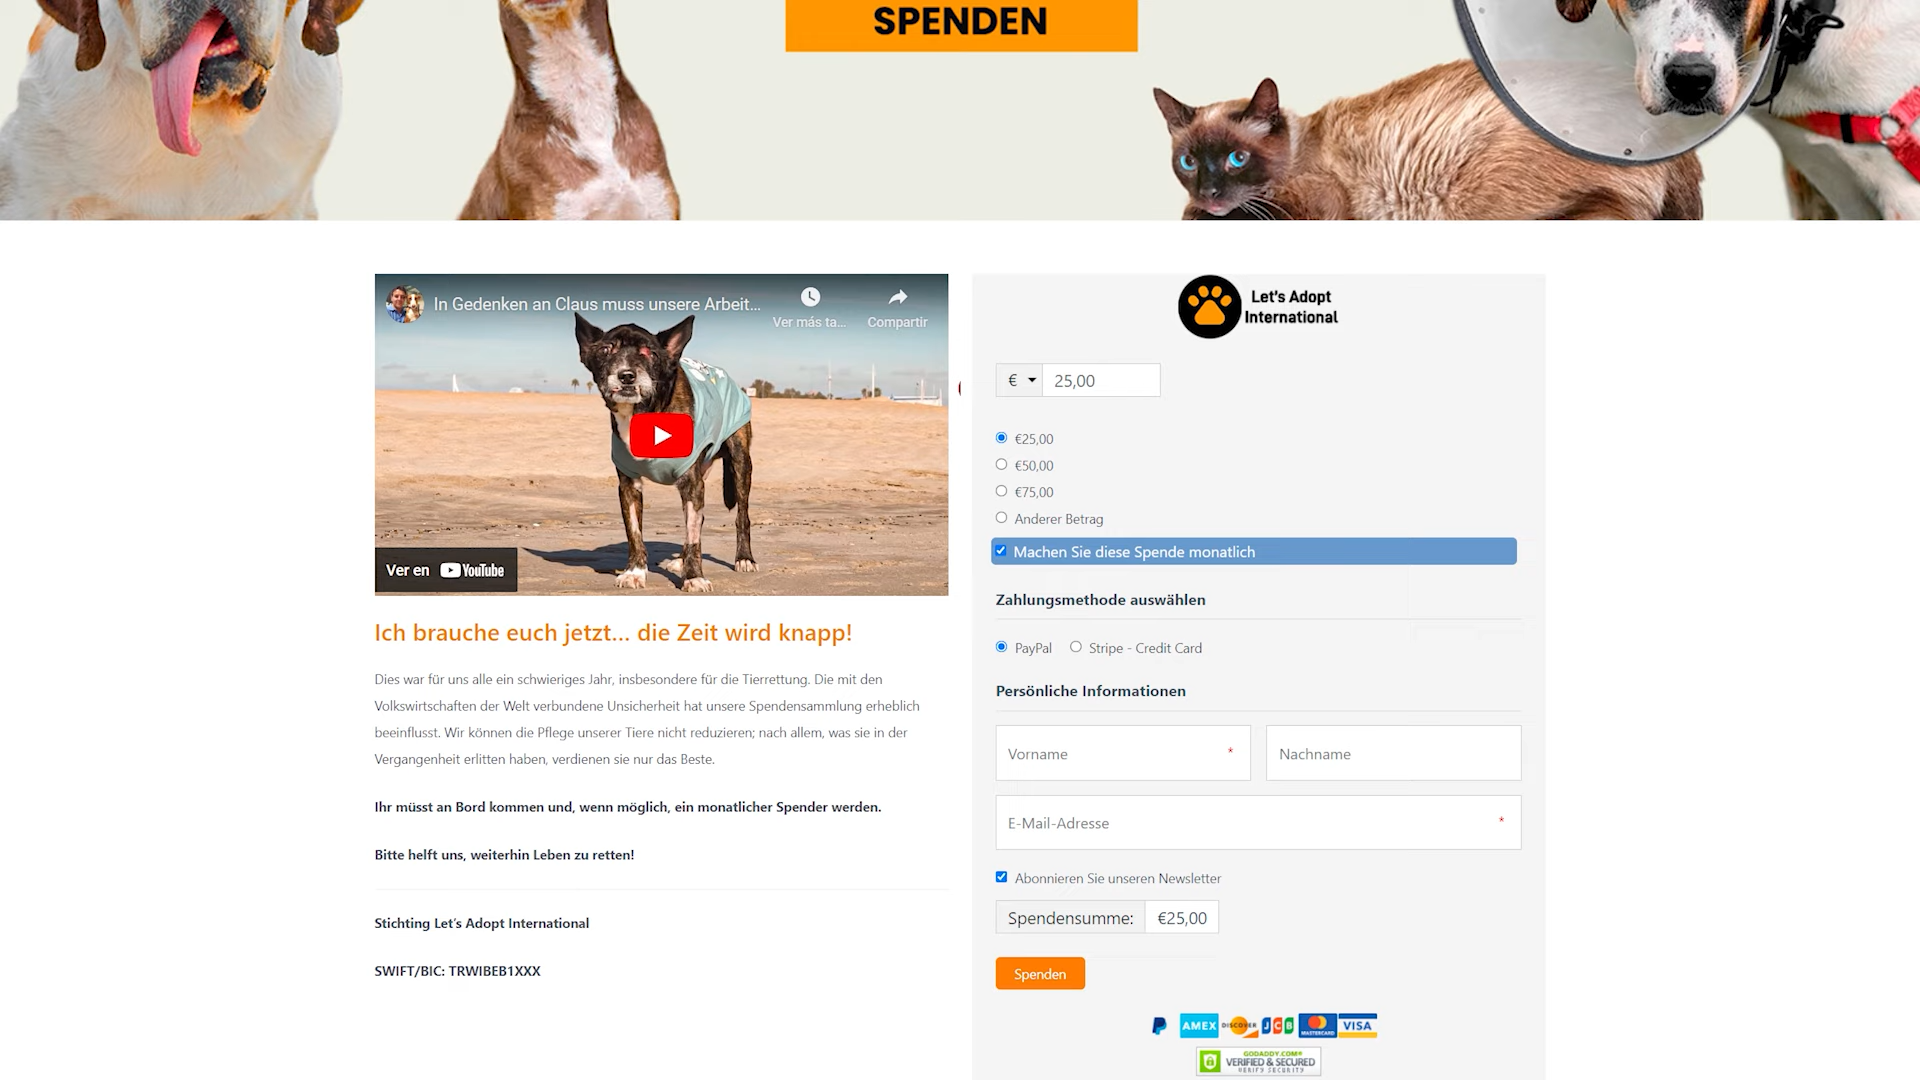 SPENDEN
In Gedenken an Claus muss unsere Arbeit...
Ver más ta...
Compartir
Ver en YouTube
Ich brauche euch jetzt... die Zeit wird knapp!
Dies war für uns alle ein schwieriges Jahr, insbesondere für die Tierrettung. Die mit den
Volkswirtschaften der Welt verbundene Unsicherheit hat unsere Spendensammlung erheblich
beeinflusst. Wir können die Pflege unserer Tiere nicht reduzieren; nach allem, was sie in der
Vergangenheit erlitten haben, verdienen sie nur das Beste.
Ihr müsst an Bord kommen und, wenn möglich, ein monatlicher Spender werden.
Bitte helft uns, weiterhin Leben zu retten!
Stichting Let's Adopt International
SWIFT/BIC: TRWIBEB1XXX
Let's Adopt
International
€ 25,00
€25,00
€50,00
€75,00
Anderer Betrag
Machen Sie diese Spende monatlich
Zahlungsmethode auswählen
PayPal Stripe - Credit Card
Persönliche Informationen
Vorname * Nachname
E-Mail-Adresse *
Abonnieren Sie unseren Newsletter
Spendensumme: €25,00
Spenden
AMEX DISCOVER JCB MASTERCARD VISA
GODADDY.COM®
VERIFIED & SECURED
VERIFY SECURITY